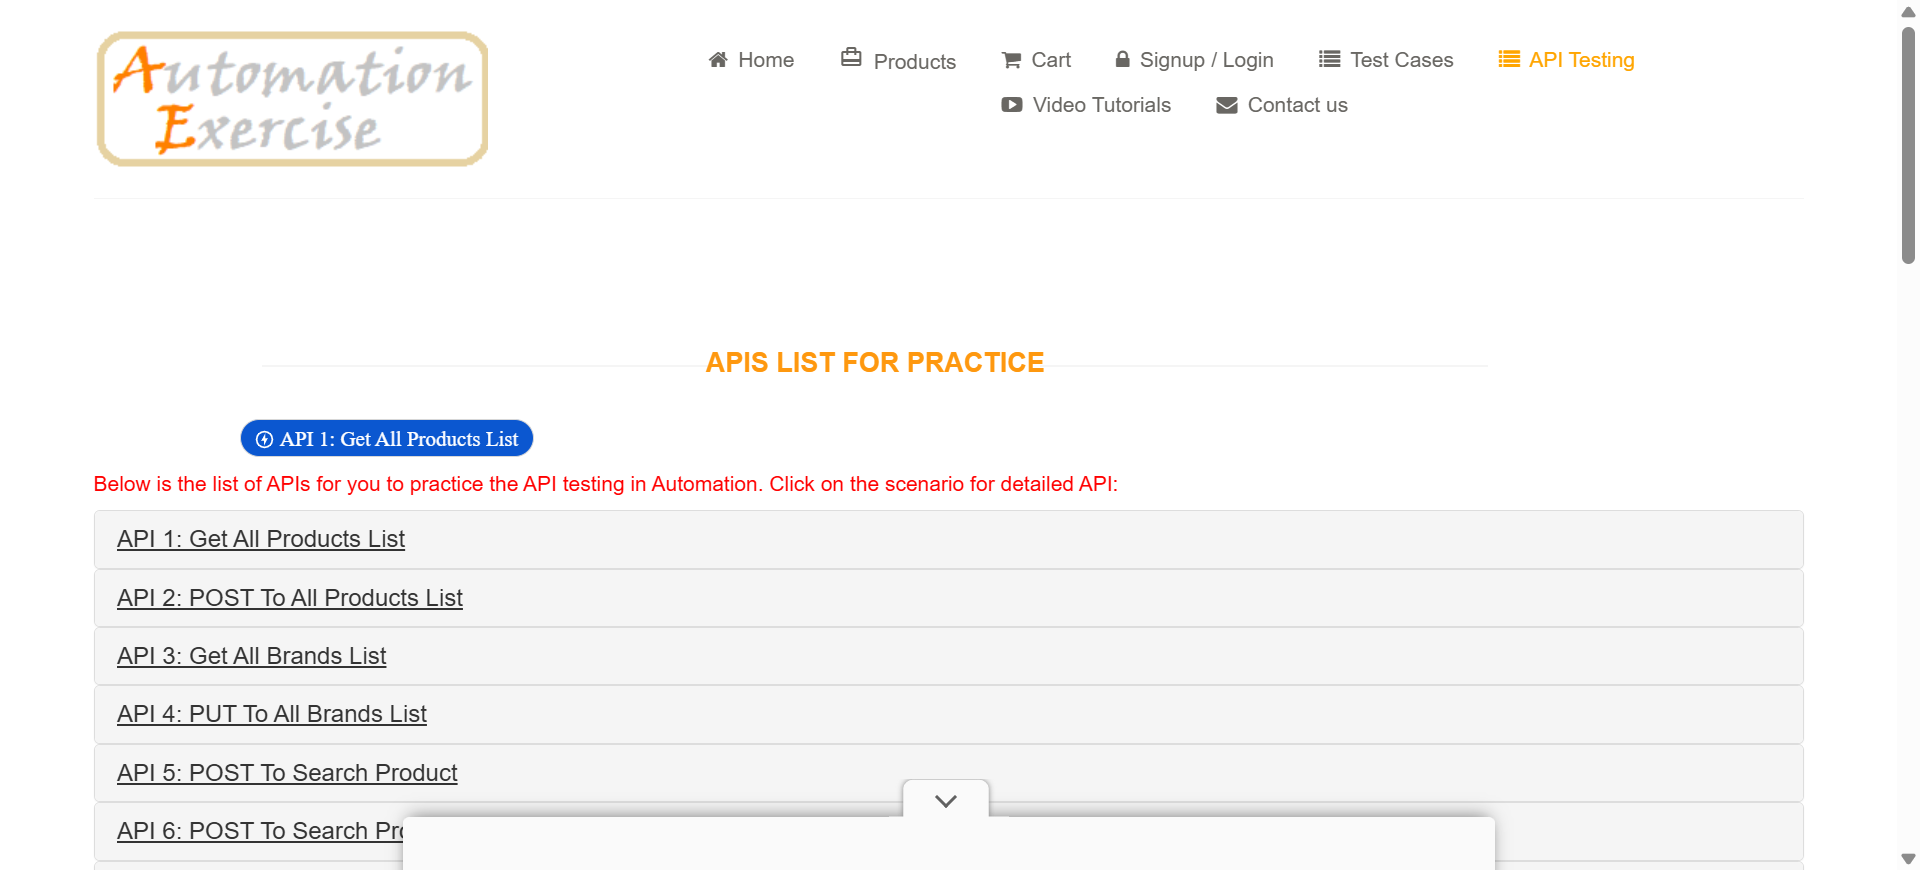 Automation
Exercise
Home
Products
Cart
Signup / Login
Test Cases
API Testing
Video Tutorials
Contact us
APIS LIST FOR PRACTICE
API 1: Get All Products List
Below is the list of APIs for you to practice the API testing in Automation. Click on the scenario for detailed API:
API 1: Get All Products List
API 2: POST To All Products List
API 3: Get All Brands List
API 4: PUT To All Brands List
API 5: POST To Search Product
API 6: POST To Search